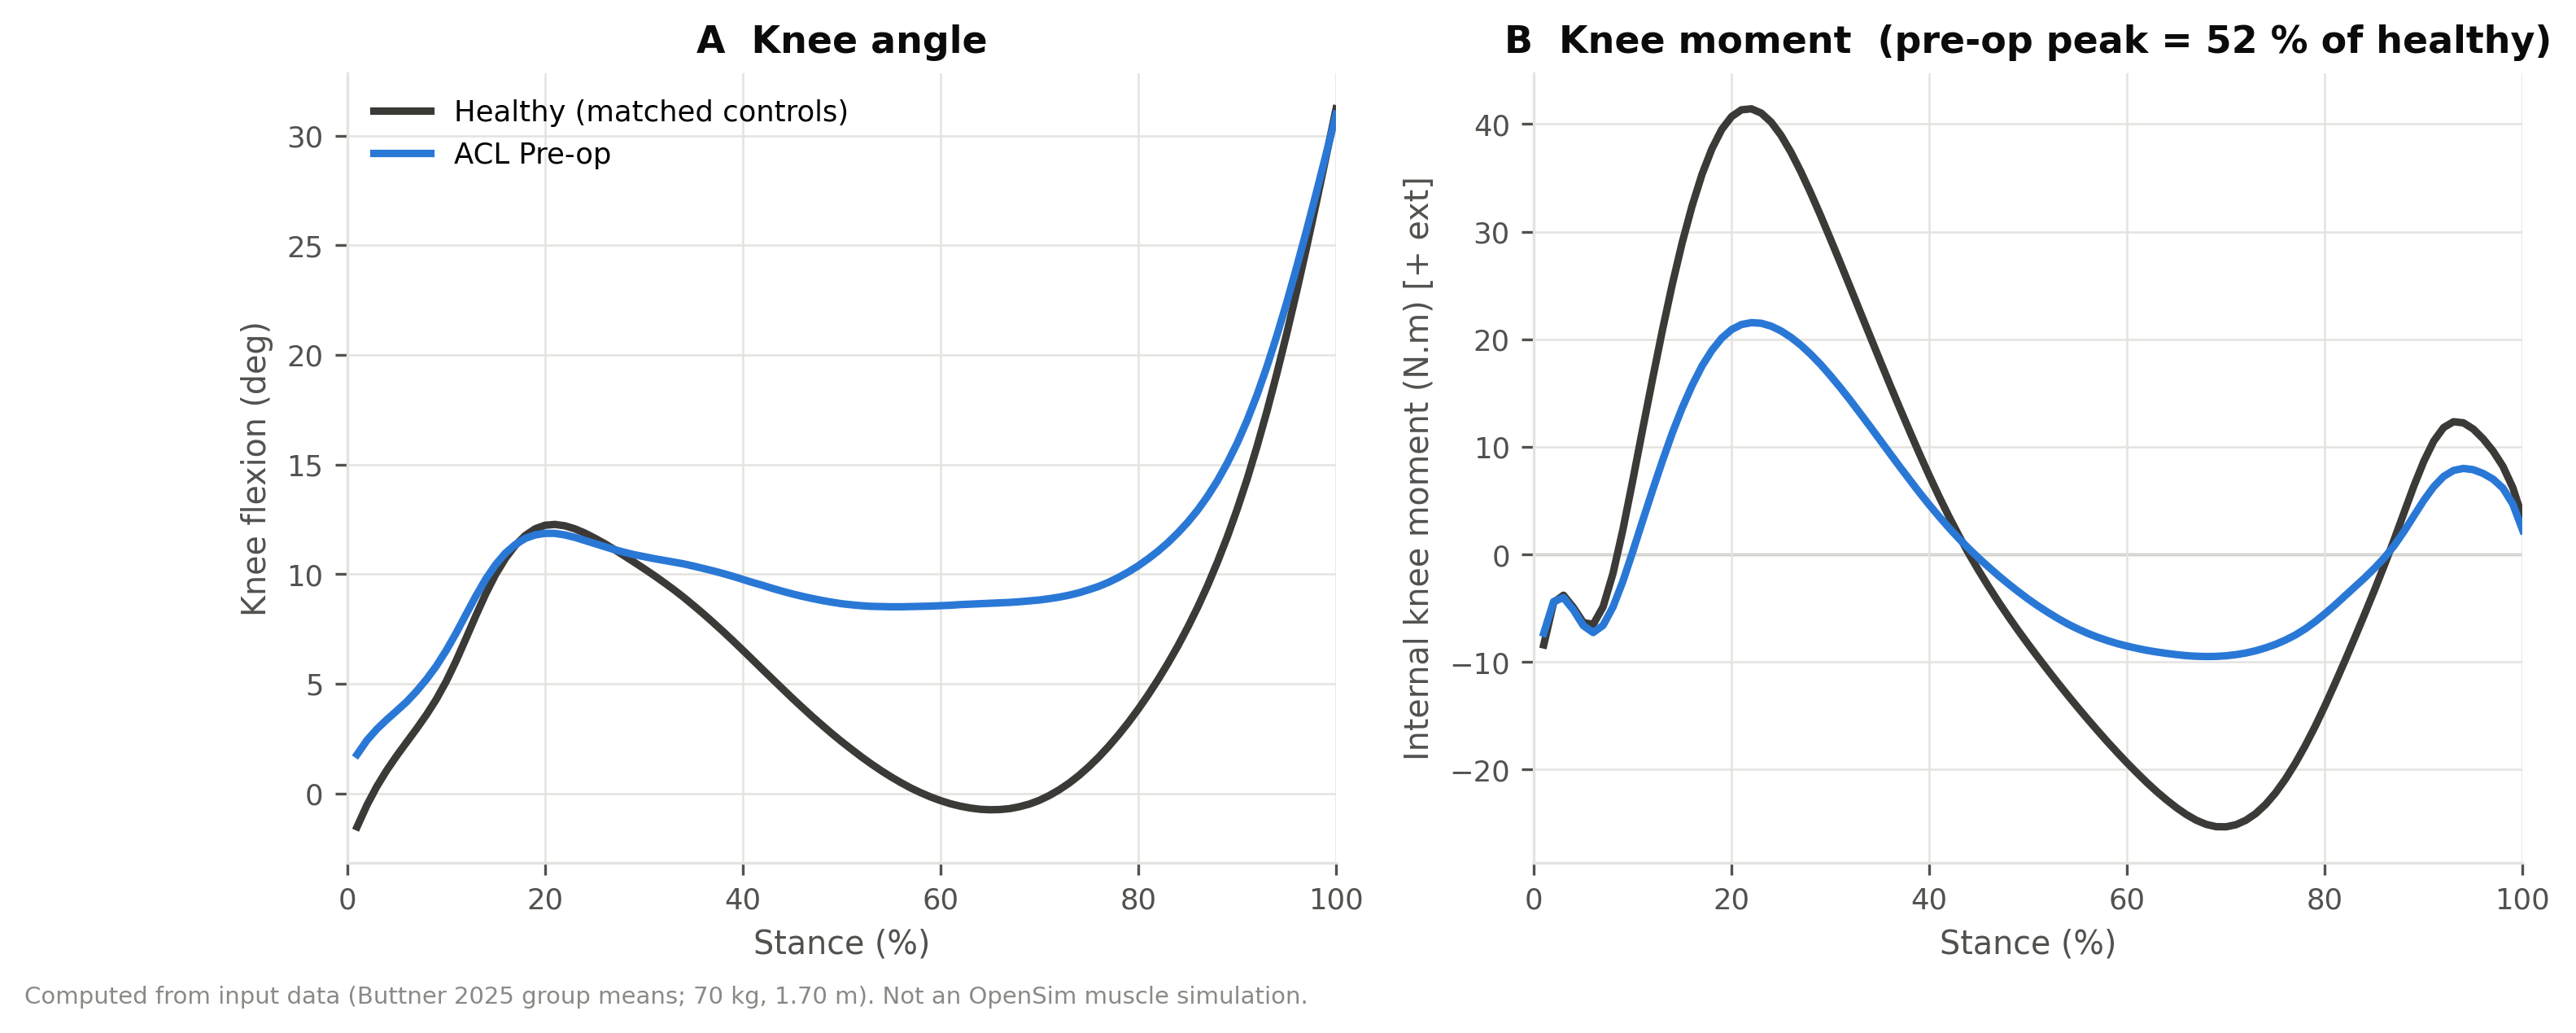 A  Knee angle
Healthy (matched controls)
ACL Pre-op
Knee flexion (deg)
30
25
20
15
10
5
0
0 20 40 60 80 100
Stance (%)
B  Knee moment  (pre-op peak = 52 % of healthy)
Internal knee moment (N.m) [+ ext]
40
30
20
10
0
−10
−20
0 20 40 60 80 100
Stance (%)
Computed from input data (Buttner 2025 group means; 70 kg, 1.70 m). Not an OpenSim muscle simulation.